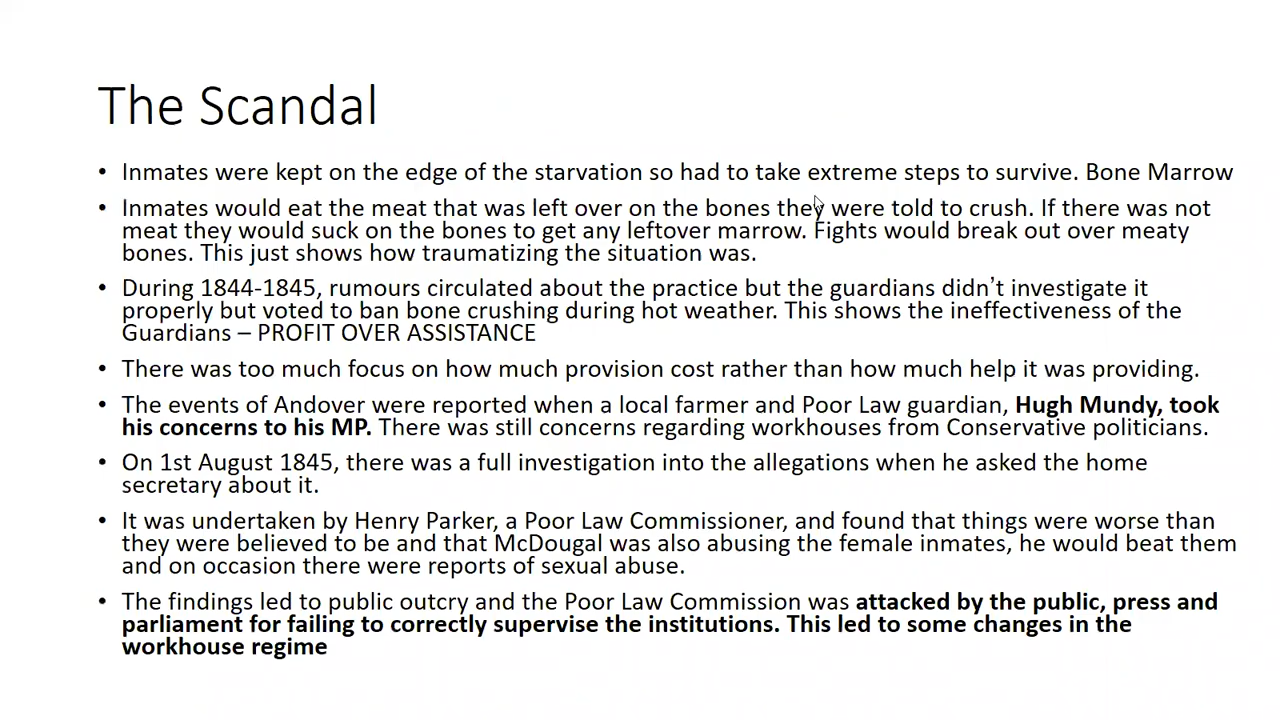 The Scandal
• Inmates were kept on the edge of the starvation so had to take extreme steps to survive. Bone Marrow
• Inmates would eat the meat that was left over on the bones they were told to crush. If there was not
meat they would suck on the bones to get any leftover marrow. Fights would break out over meaty
bones. This just shows how traumatizing the situation was.
• During 1844-1845, rumours circulated about the practice but the guardians didn’t investigate it
properly but voted to ban bone crushing during hot weather. This shows the ineffectiveness of the
Guardians – PROFIT OVER ASSISTANCE
• There was too much focus on how much provision cost rather than how much help it was providing.
• The events of Andover were reported when a local farmer and Poor Law guardian, Hugh Mundy, took
his concerns to his MP. There was still concerns regarding workhouses from Conservative politicians.
• On 1st August 1845, there was a full investigation into the allegations when he asked the home
secretary about it.
• It was undertaken by Henry Parker, a Poor Law Commissioner, and found that things were worse than
they were believed to be and that McDougal was also abusing the female inmates, he would beat them
and on occasion there were reports of sexual abuse.
• The findings led to public outcry and the Poor Law Commission was attacked by the public, press and
parliament for failing to correctly supervise the institutions. This led to some changes in the
workhouse regime